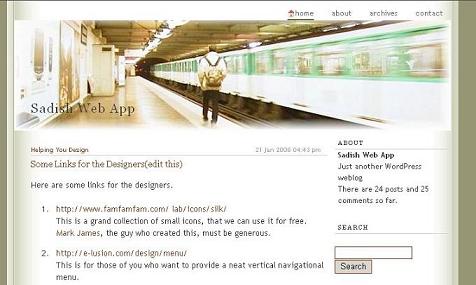 home about archives contact
Sadish Web App
Helping You Design
21 Jun 2006 04:43 pm
Some Links for the Designers(edit this)
Here are some links for the designers.
1. http://www.famfamfam.com/ lab/icons/silk/
This is a grand collection of small icons, that we can use it for free.
Mark James, the guy who created this, must be generous.
2. http://e-lusion.com/design/menu/
This is for those of you who want to provide a neat vertical navigational
menu.
ABOUT
Sadish Web App
Just another WordPress
weblog
There are 24 posts and 25
comments so far.
SEARCH
Search